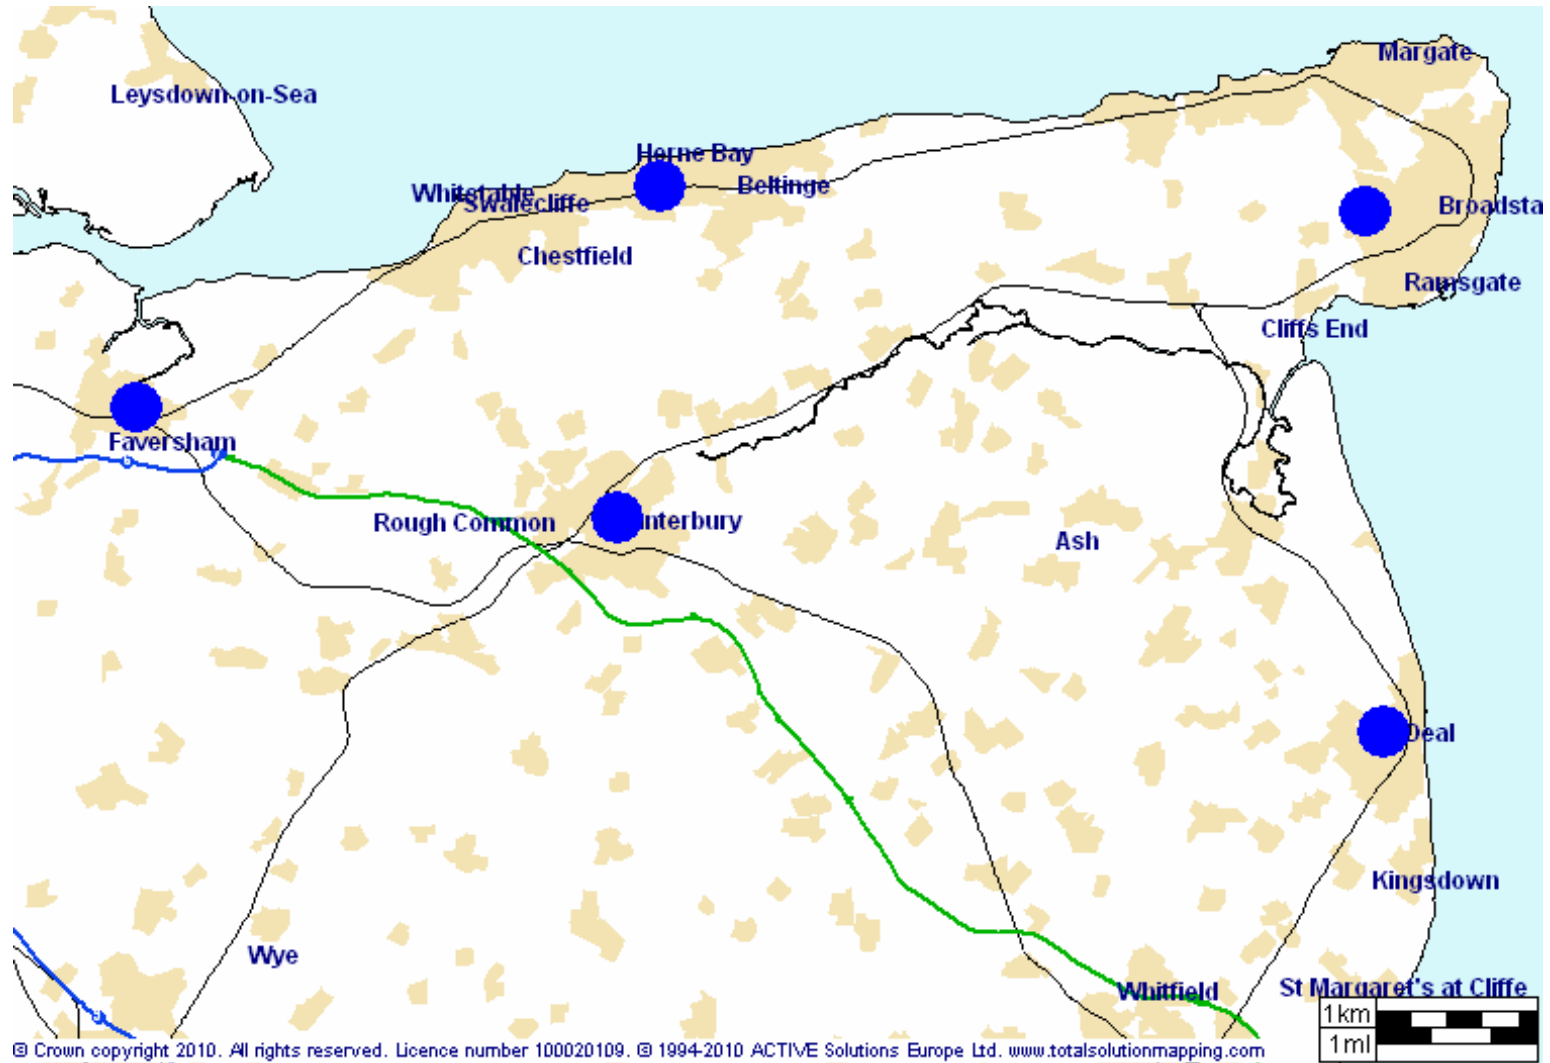 Margate
Leysdown-on-Sea
Herne Bay
Beltinge
Whitstable
Swalecliffe
Broadsta
Chestfield
Ramsgate
Cliffs End
Faversham
Rough Common
nterbury
Ash
Deal
Kingsdown
Wye
Whitfield
St Margaret's at Cliffe
1km
1ml
© Crown copyright 2010. All rights reserved. Licence number 100020109. © 1994-2010 ACTIVE Solutions Europe Ltd. www.totalsolutionmapping.com